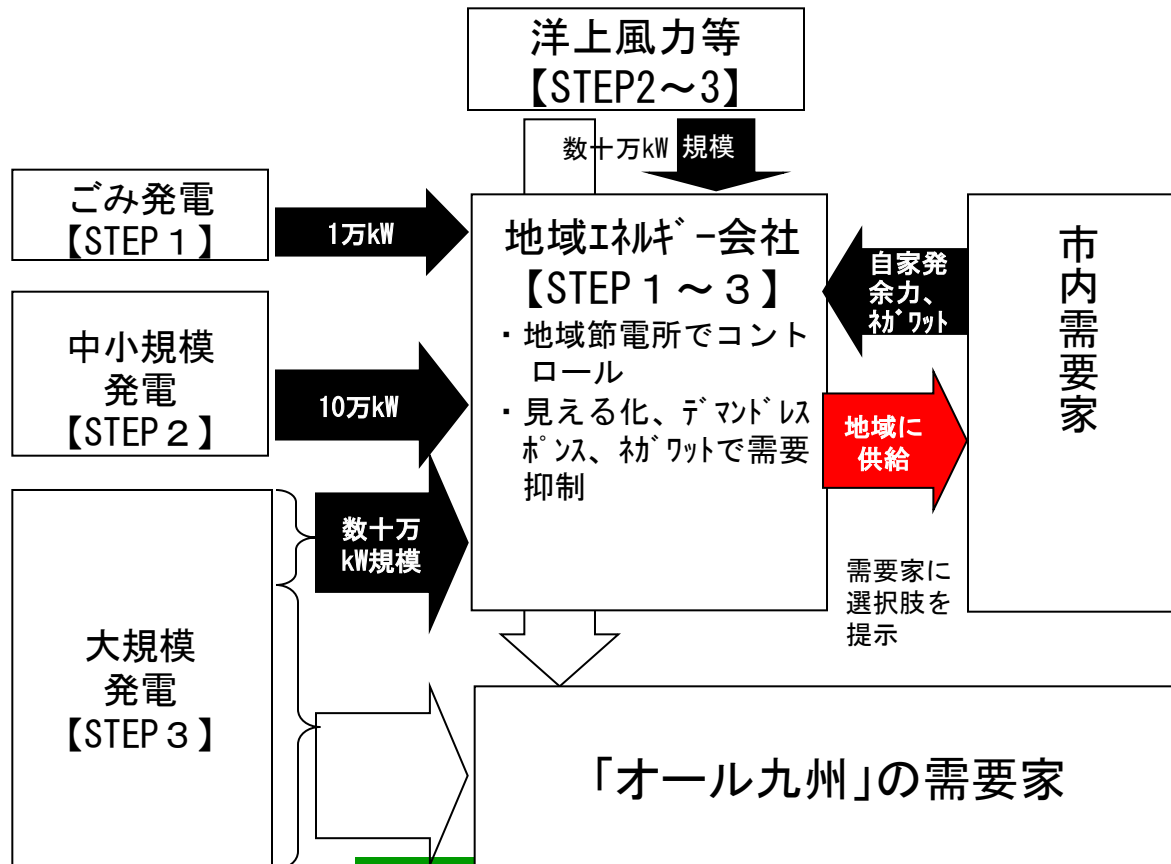 洋上風力等
【STEP2～3】
数十万kW 規模
ごみ発電
【STEP１】
1万kW
中小規模
発電
【STEP２】
10万kW
大規模
発電
【STEP３】
数十万
kW規模
地域ｴﾈﾙｷﾞｰ会社
【STEP１～３】
・地域節電所でコント
ロール
・見える化、ﾃﾞﾏﾝﾄﾞﾚｽ
ﾎﾟﾝｽ、ﾈｶﾞﾜｯﾄで需要
抑制
自家発
余力、
ﾈｶﾞﾜｯﾄ
地域に
供給
需要家に
選択肢を
提示
市内需要家
「オール九州」の需要家